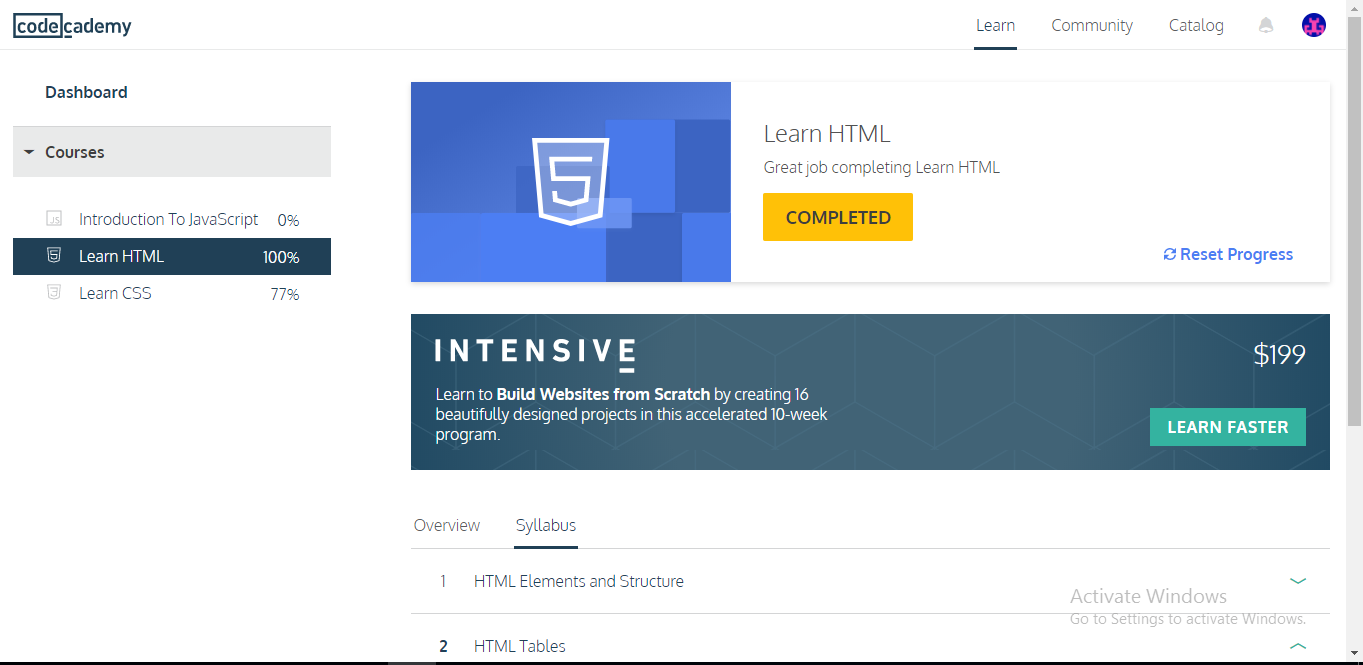 codecademy
Learn
Community
Catalog
Dashboard
Courses
JS
Introduction To JavaScript 0%
Learn HTML 100%
Learn CSS 77%
5
Learn HTML
Great job completing Learn HTML
COMPLETED
Reset Progress
INTENSIVE
$199
Learn to Build Websites from Scratch by creating 16
beautifully designed projects in this accelerated 10-week
program.
LEARN FASTER
Overview
Syllabus
1 HTML Elements and Structure
Activate Windows
Go to Settings to activate Windows.
2 HTML Tables